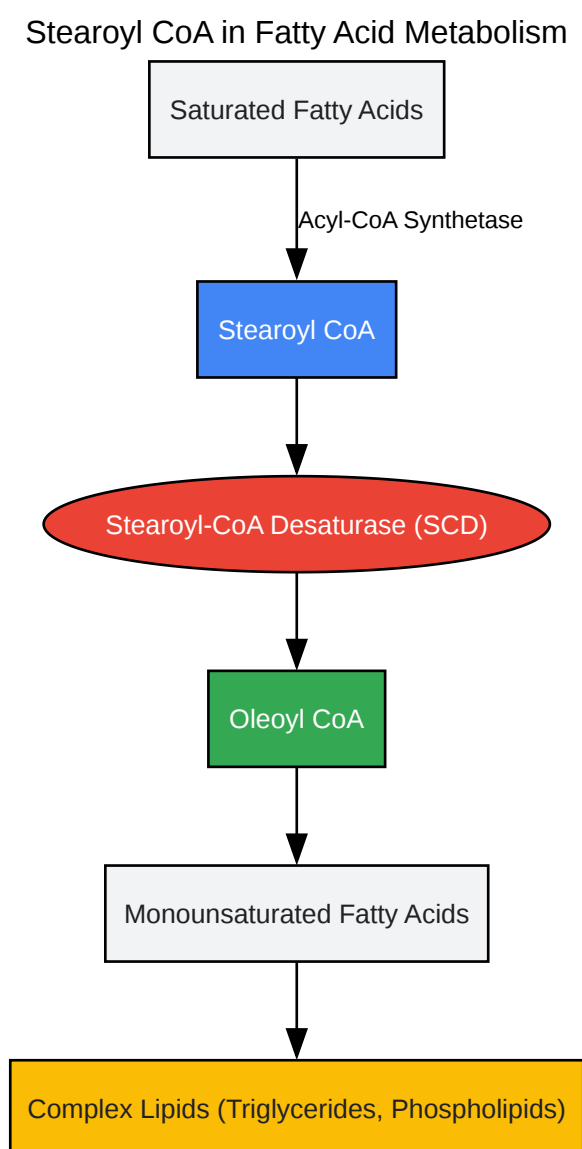 Stearoyl CoA in Fatty Acid Metabolism
Saturated Fatty Acids
Acyl-CoA Synthetase
Stearoyl CoA
Stearoyl-CoA Desaturase (SCD)
Oleoyl CoA
Monounsaturated Fatty Acids
Complex Lipids (Triglycerides, Phospholipids)